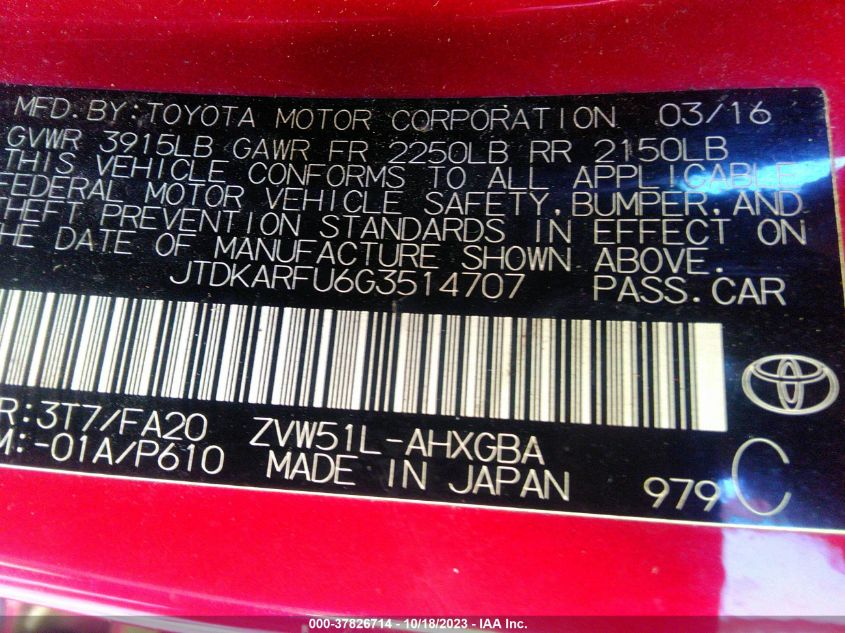 MFD. BY: TOYOTA MOTOR CORPORATION 03/16
GVWR 3915LB GAWR FR 2250LB RR 2150LB
THIS VEHICLE CONFORMS TO ALL APPLICABLE
FEDERAL MOTOR VEHICLE SAFETY, BUMPER, AND
THEFT PREVENTION STANDARDS IN EFFECT ON
THE DATE OF MANUFACTURE SHOWN ABOVE.
JTDKARFU6G3514707 PASS. CAR
R:3T7/FA20 ZVW51L-AHXGBA
M:-01A/P610 MADE IN JAPAN 979 C
000-37826714 - 10/18/2023 - IAA Inc.